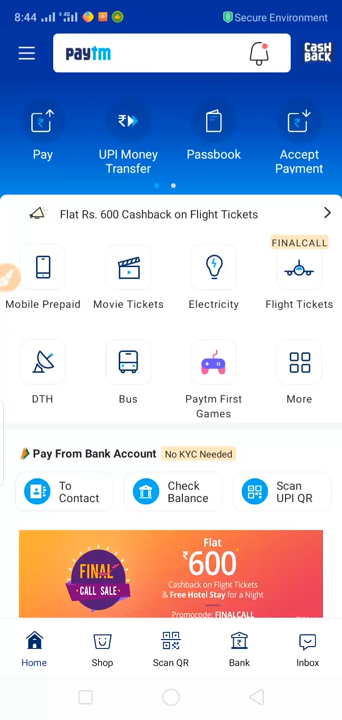 8:44
Secure Environment
paytm
CASH
BACK
Pay
UPI Money
Transfer
Passbook
Accept
Payment
Flat Rs. 600 Cashback on Flight Tickets
FINALCALL
Mobile Prepaid
Movie Tickets
Electricity
Flight Tickets
DTH
Bus
Paytm First
Games
More
Pay From Bank Account
No KYC Needed
To
Contact
Check
Balance
Scan
UPI QR
FINAL
CALL SALE
Flat
₹600
Cashback on Flight Tickets
& Free Hotel Stay for a Night
Promocode: FINALCALL
Home
Shop
Scan QR
Bank
Inbox